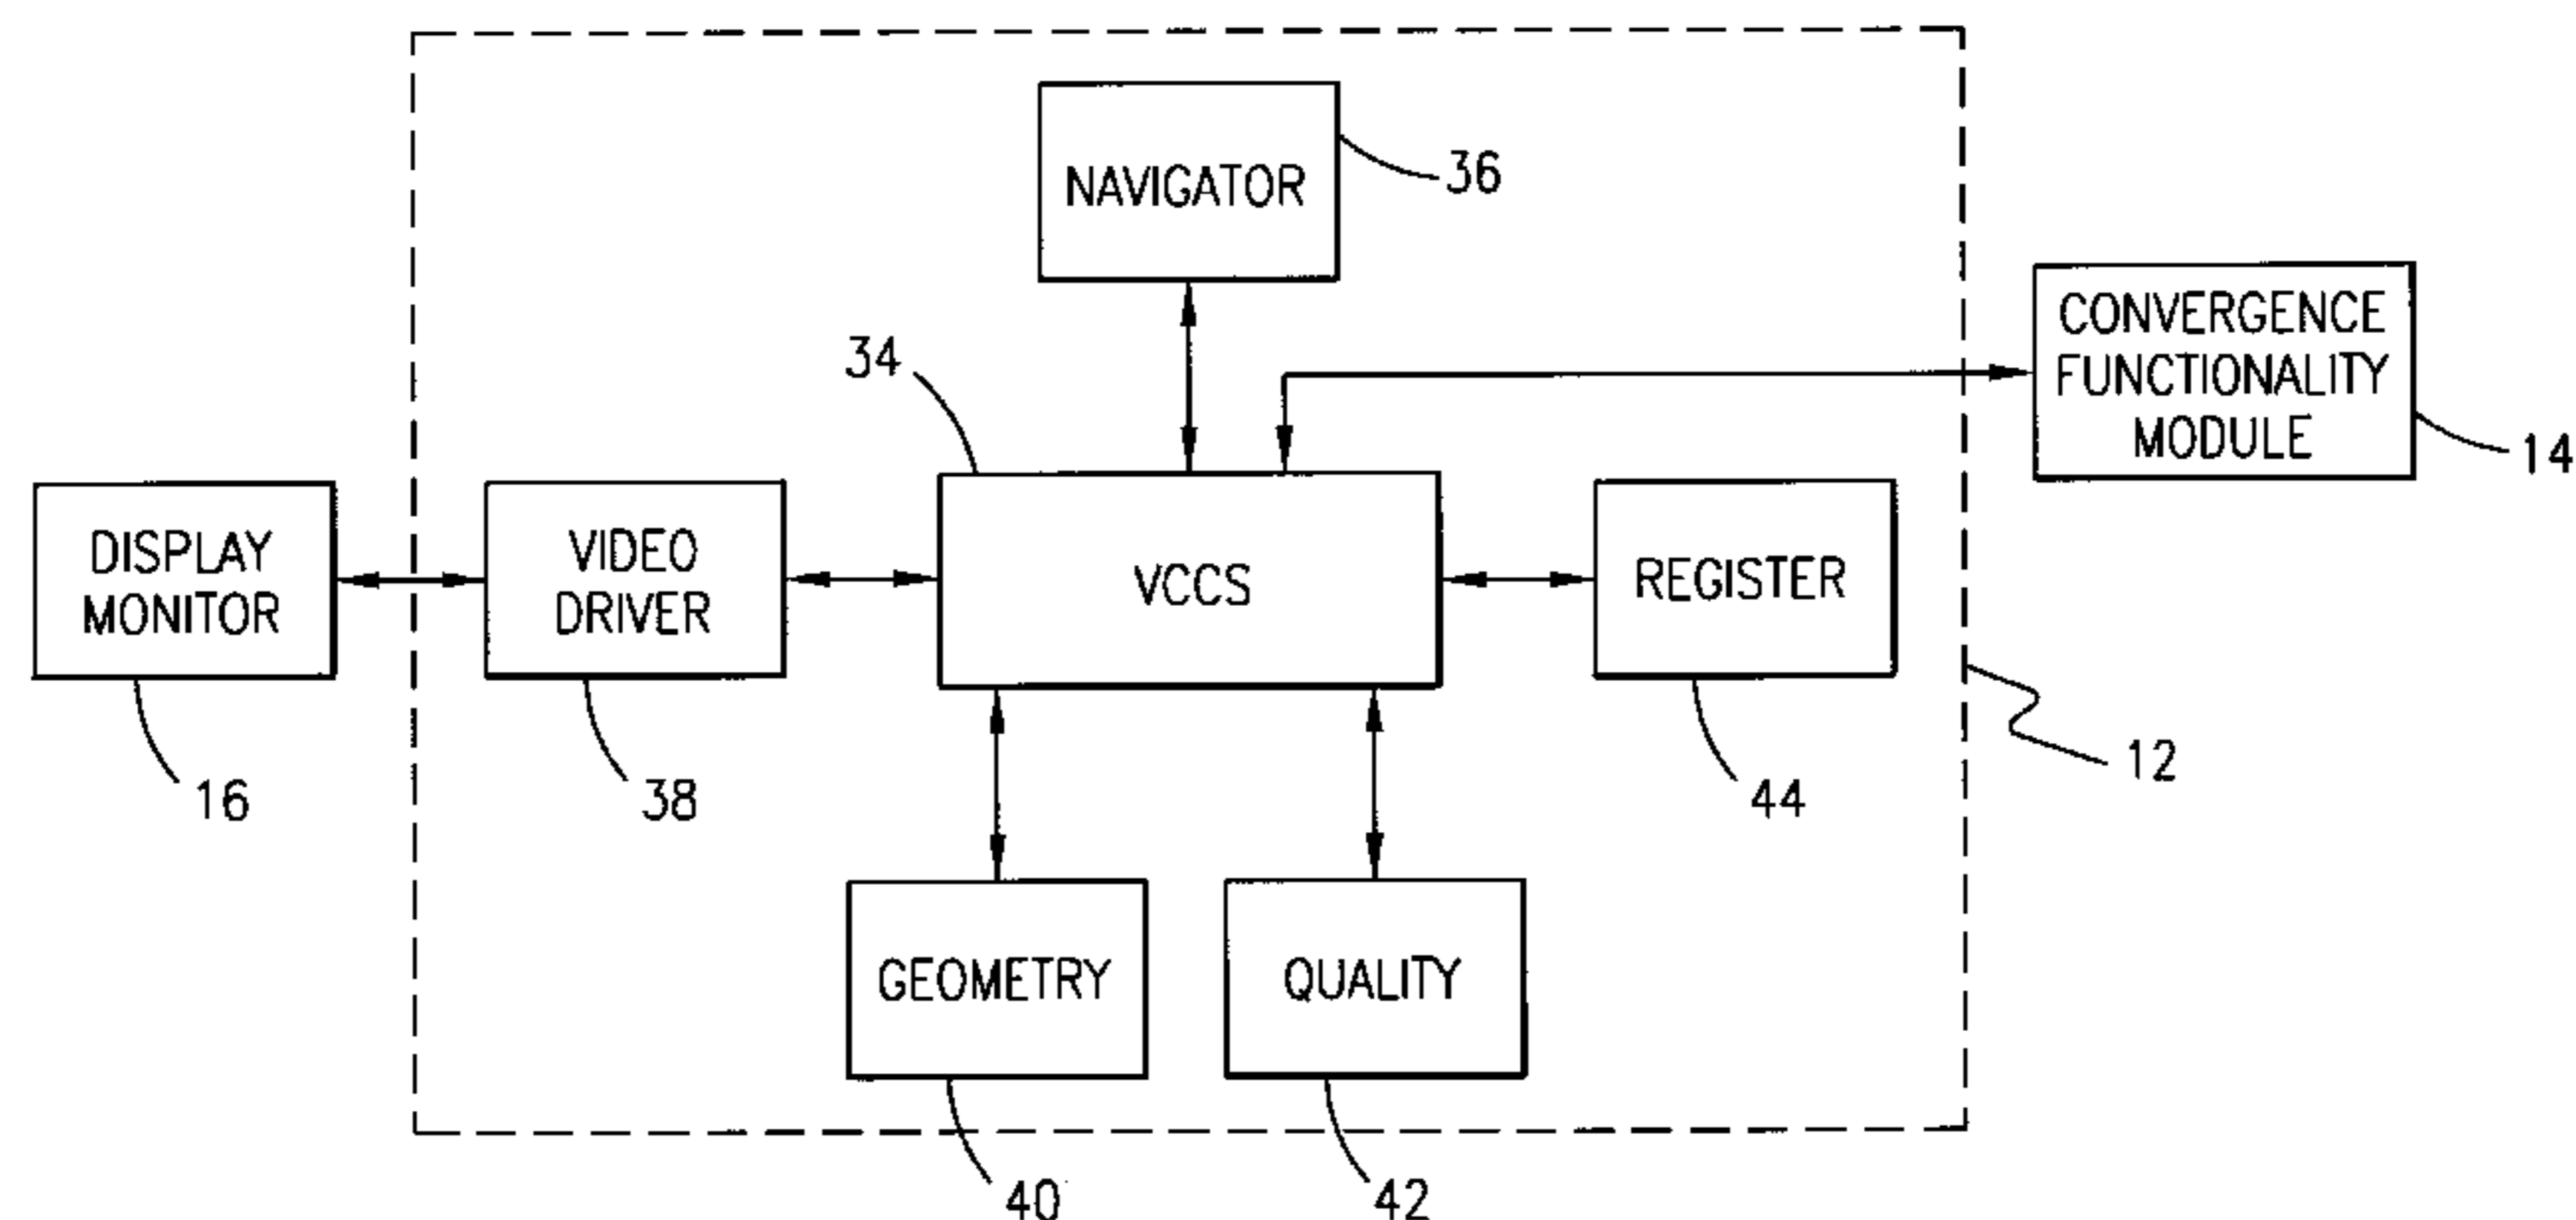 NAVIGATOR
36
CONVERGENCE
FUNCTIONALITY
MODULE
14
34
DISPLAY
MONITOR
16
VIDEO
DRIVER
38
VCCS
REGISTER
44
12
GEOMETRY
40
QUALITY
42